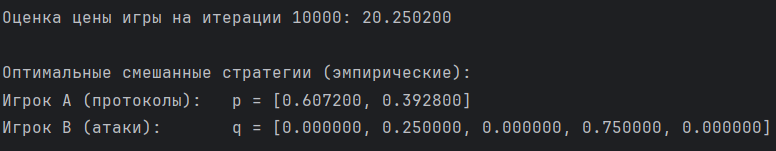 Оценка цены игры на итерации 10000: 20.250200
Оптимальные смешанные стратегии (эмпирические):
Игрок A (протоколы):   p = [0.607200, 0.392800]
Игрок B (атаки):       q = [0.000000, 0.250000, 0.000000, 0.750000, 0.000000]